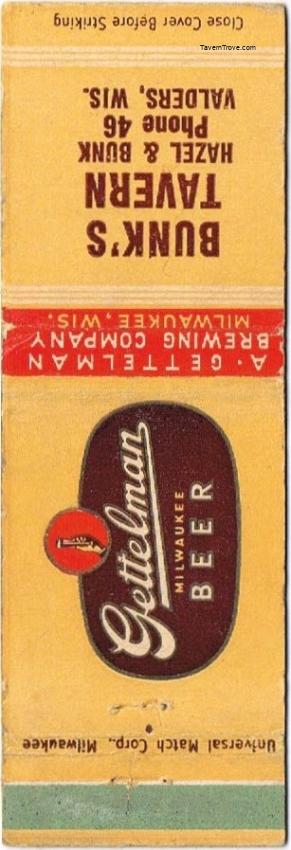 TavernTrove.com
Close Cover Before Striking
BUNK'S
TAVERN
HAZEL & BUNK
Phone 46
VALDERS, WIS.
A · GETTELMAN
BREWING COMPANY
MILWAUKEE, WIS.
Gettelman
MILWAUKEE
BEER
Universal Match Corp., Milwaukee